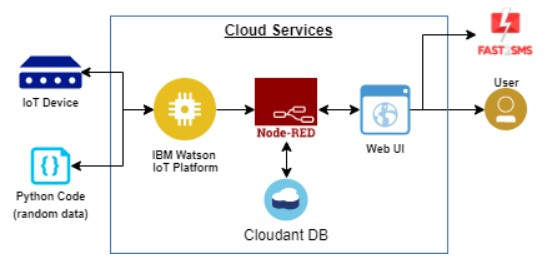 Cloud Services
FAST2SMS
IoT Device
User
Node-RED
Web UI
IBM Watson
IoT Platform
{}
Python Code
(random data)
Cloudant DB